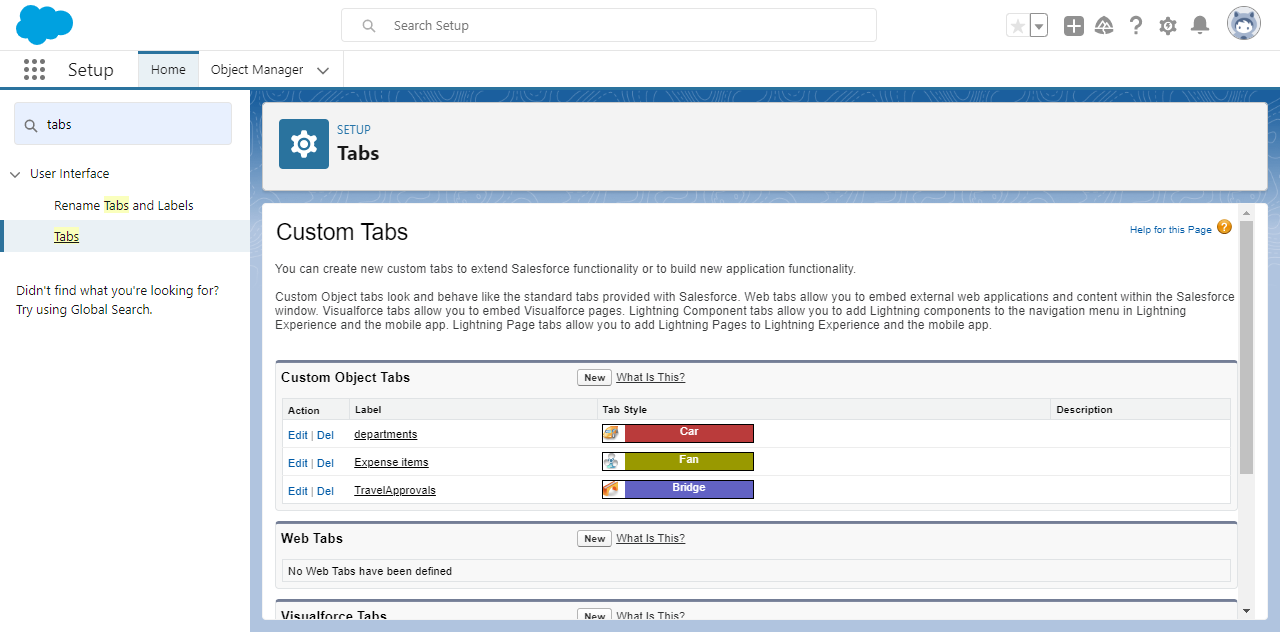 Search Setup
Setup
Home
Object Manager
tabs
User Interface
Rename Tabs and Labels
Tabs
Didn't find what you're looking for?
Try using Global Search.
SETUP
Tabs
Custom Tabs
Help for this Page
You can create new custom tabs to extend Salesforce functionality or to build new application functionality.
Custom Object tabs look and behave like the standard tabs provided with Salesforce. Web tabs allow you to embed external web applications and content within the Salesforce
window. Visualforce tabs allow you to embed Visualforce pages. Lightning Component tabs allow you to add Lightning components to the navigation menu in Lightning
Experience and the mobile app. Lightning Page tabs allow you to add Lightning Pages to Lightning Experience and the mobile app.
Custom Object Tabs New What Is This?
Action Label Tab Style Description
Edit | Del departments Car
Edit | Del Expense items Fan
Edit | Del TravelApprovals Bridge
Web Tabs New What Is This?
No Web Tabs have been defined
Visualforce Tabs New What Is This?